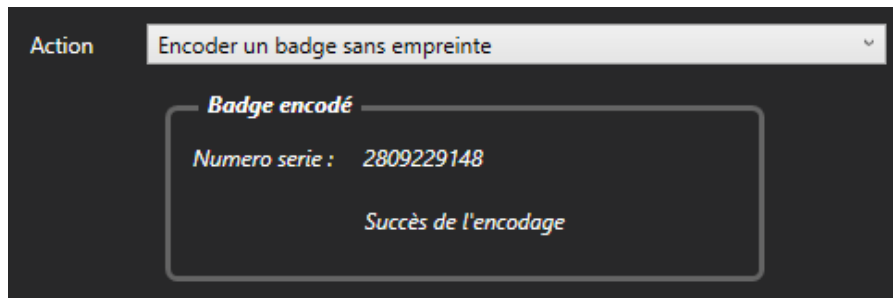 Action Encoder un badge sans empreinte
Badge encodé
Numero serie : 2809229148
Succès de l'encodage